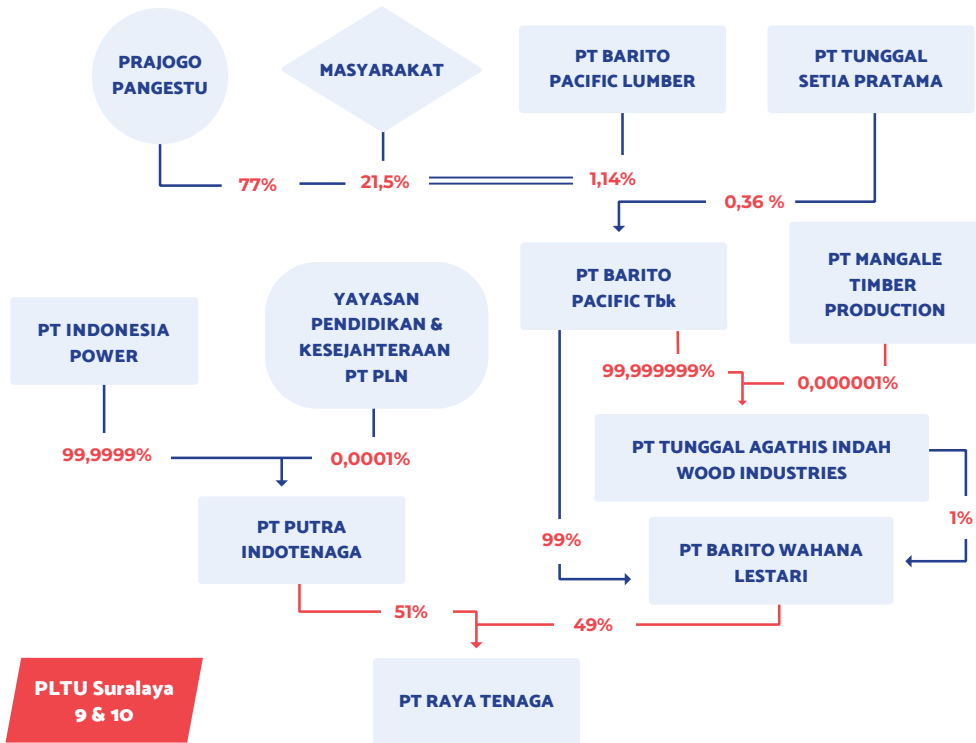 PRAJOGO
PANGESTU
MASYARAKAT
PT BARITO
PACIFIC LUMBER
PT TUNGGAL
SETIA PRATAMA
77%
21,5%
1,14%
0,36 %
PT BARITO
PACIFIC Tbk
PT MANGALE
TIMBER
PRODUCTION
PT INDONESIA
POWER
YAYASAN
PENDIDIKAN &
KESEJAHTERAAN
PT PLN
99,999999%
0,000001%
99,9999%
0,0001%
PT TUNGGAL AGATHIS INDAH
WOOD INDUSTRIES
1%
PT PUTRA
INDOTENAGA
99%
PT BARITO WAHANA
LESTARI
51%
49%
PLTU Suralaya
9 & 10
PT RAYA TENAGA